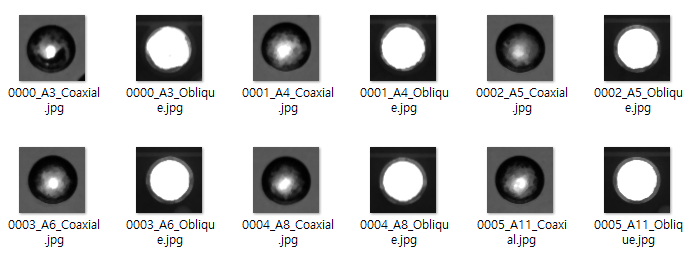 0000_A3_Coaxial
.jpg
0000_A3_Obliqu
e.jpg
0001_A4_Coaxial
.jpg
0001_A4_Obliqu
e.jpg
0002_A5_Coaxial
.jpg
0002_A5_Obliqu
e.jpg
0003_A6_Coaxial
.jpg
0003_A6_Obliqu
e.jpg
0004_A8_Coaxial
.jpg
0004_A8_Obliqu
e.jpg
0005_A11_Coaxi
al.jpg
0005_A11_Obliq
ue.jpg